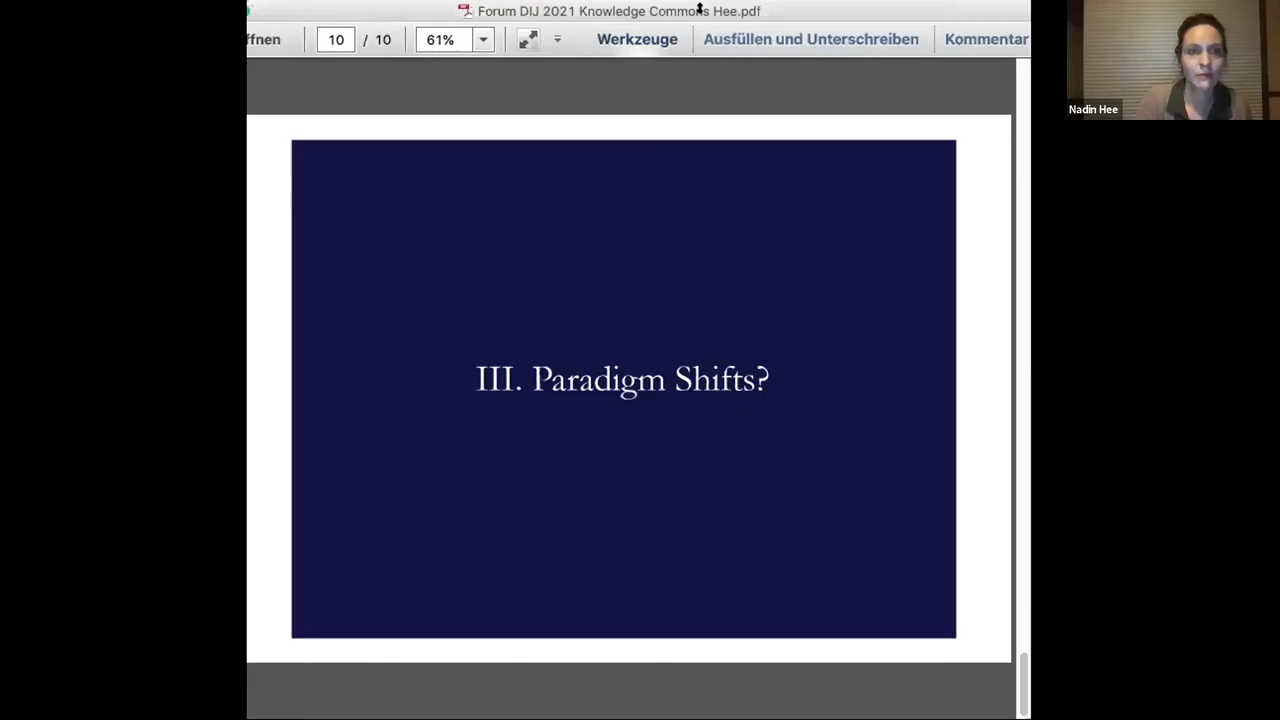 Forum DIJ 2021 Knowledge Commons Hee.pdf
ffnen 10 / 10 61% Werkzeuge Ausfüllen und Unterschreiben Kommentar
III. Paradigm Shifts?
Nadin Hee